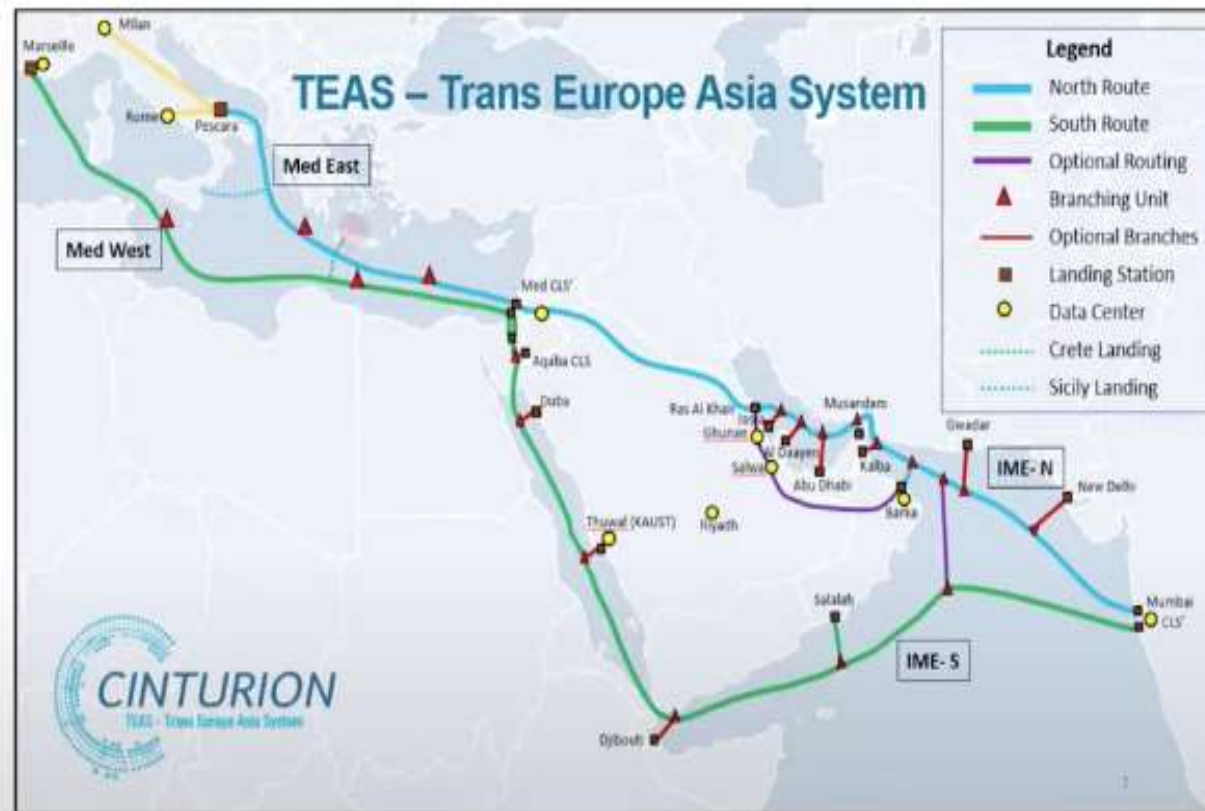 TEAS – Trans Europe Asia System
Milan
Marseille
Rome
Pescara
Med East
Med West
Med CLS'
Aqaba CLS
Duba
Ras Al Khair
Ghunan
Salwa
Al Daayen
Abu Dhabi
Musandam
Kalba
Barka
Gwadar
IME- N
New Delhi
Riyadh
Thuwal (KAUST)
Salalah
Mumbai
CLS'
IME- S
Djibouti
Legend
North Route
South Route
Optional Routing
Branching Unit
Optional Branches
Landing Station
Data Center
Crete Landing
Sicily Landing
CINTURION
TEAS - Trans Europe Asia System